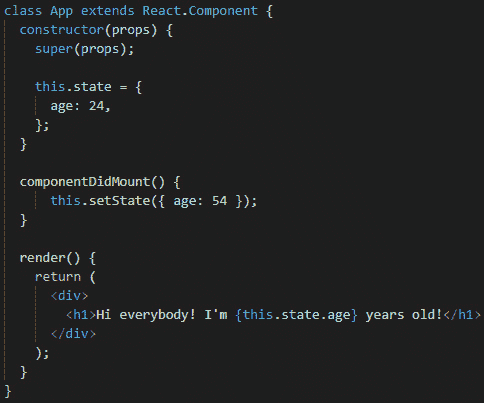 class App extends React.Component {
  constructor(props) {
    super(props);

    this.state = {
      age: 24,
    };
  }

  componentDidMount() {
      this.setState({ age: 54 });
  }

  render() {
    return (
      <div>
        <h1>Hi everybody! I'm {this.state.age} years old!</h1>
      </div>
    );
  }
}